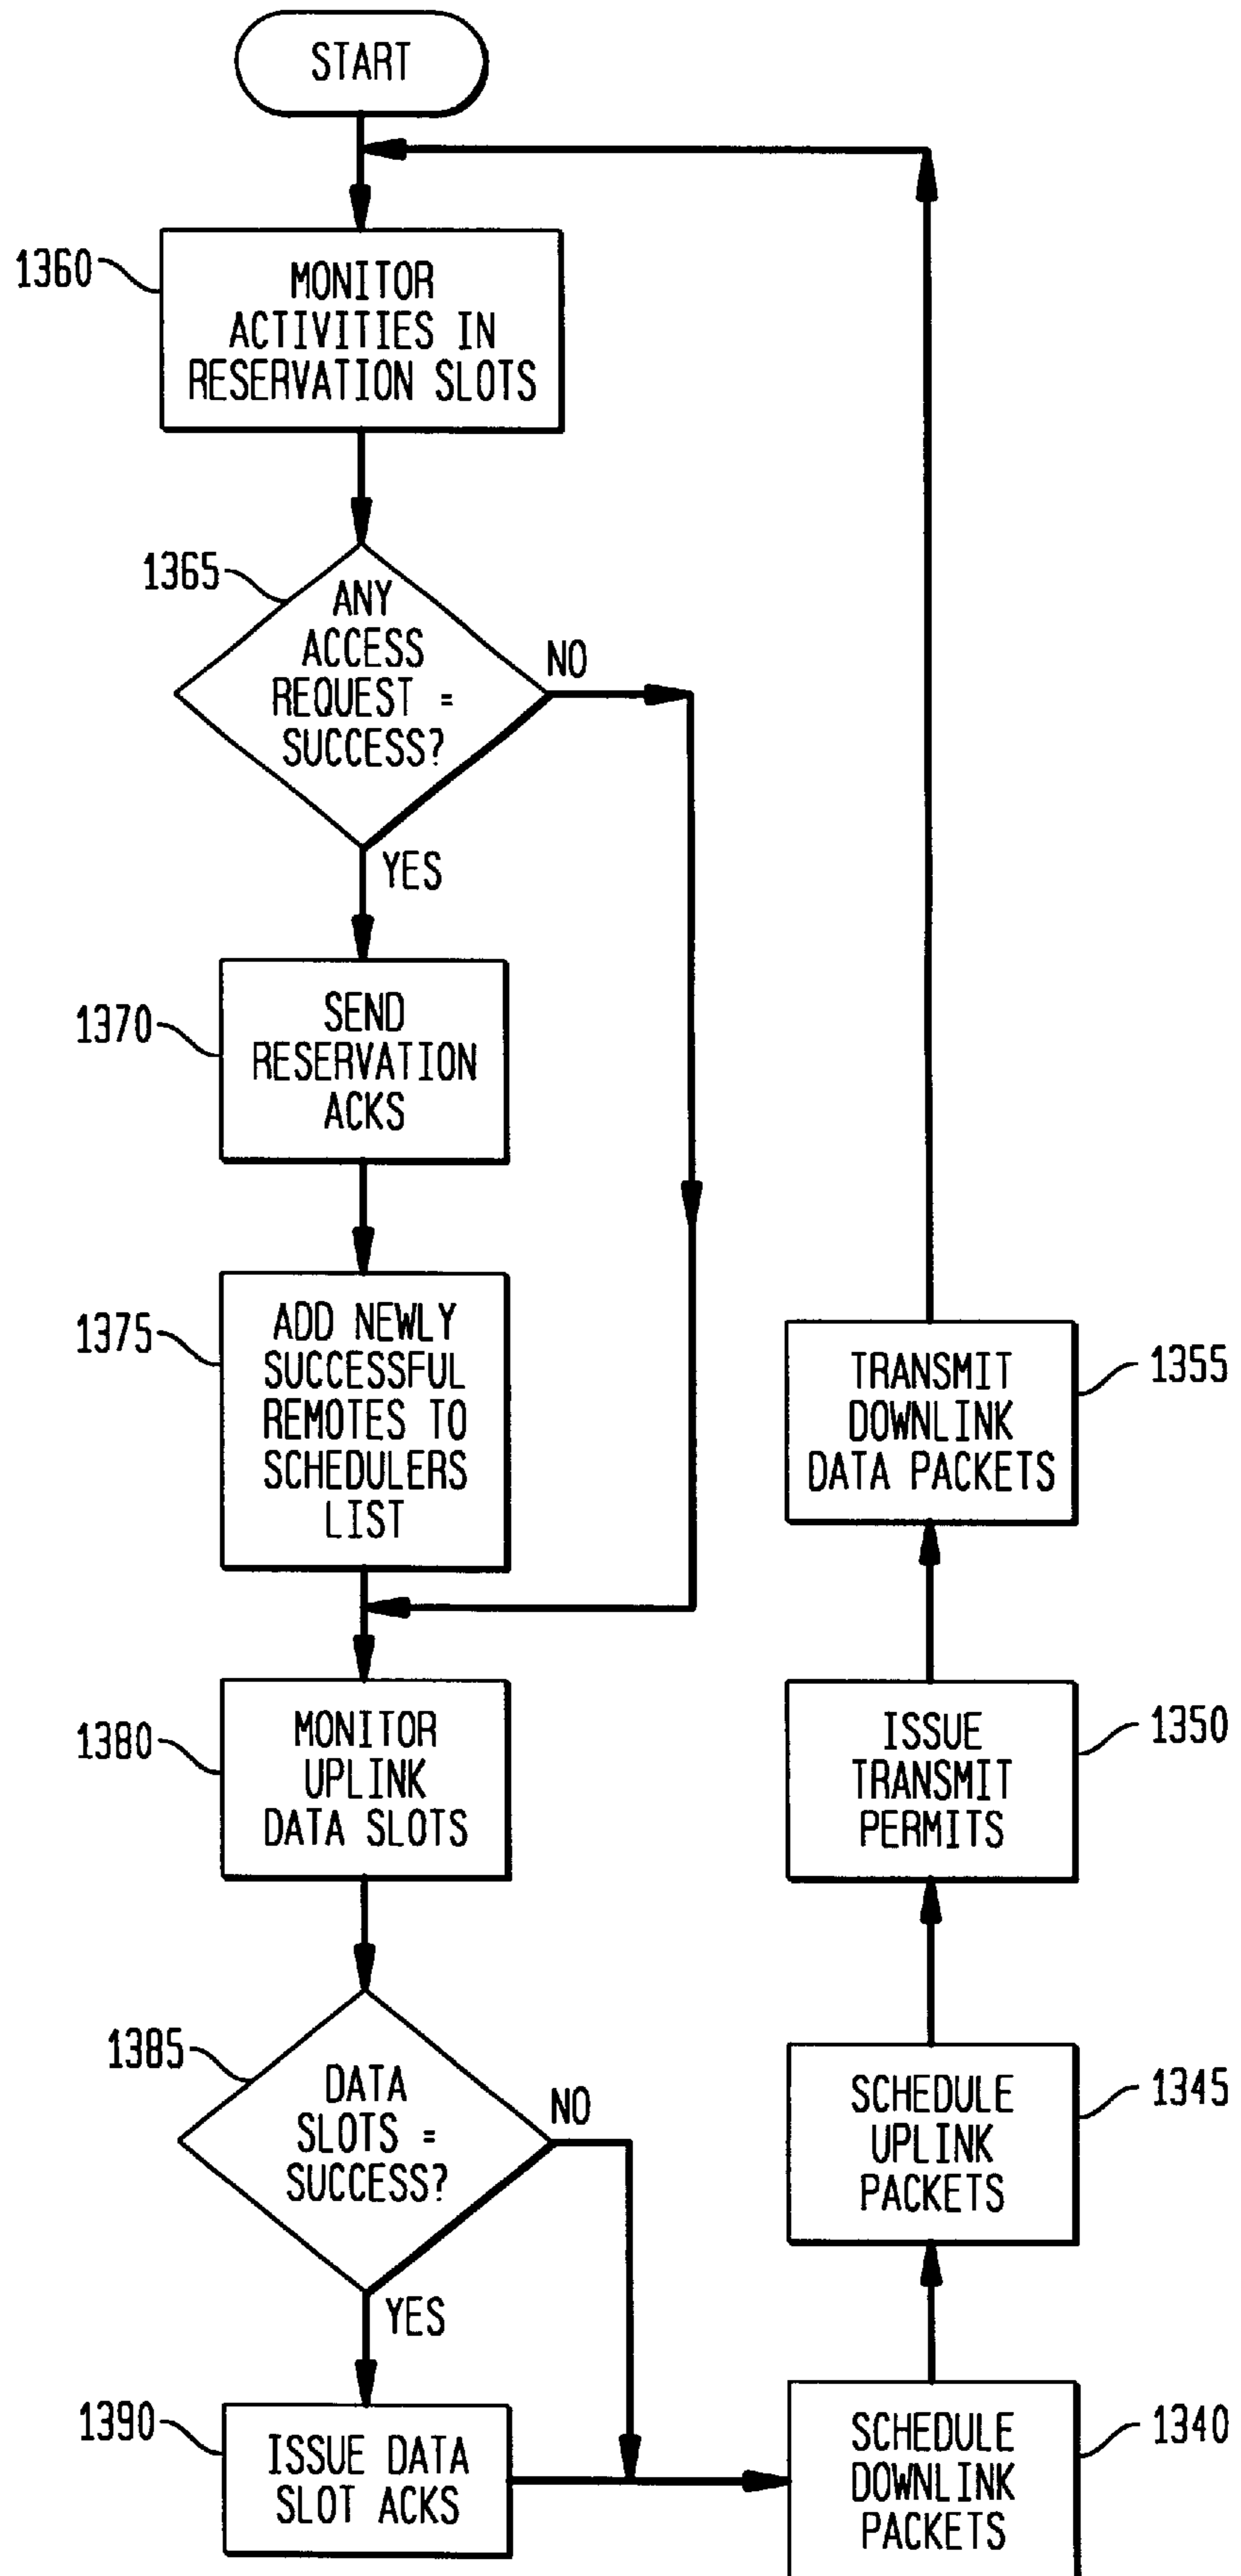 START
1360
MONITOR
ACTIVITIES IN
RESERVATION SLOTS
1365
ANY
ACCESS
REQUEST =
SUCCESS?
NO
YES
1370
SEND
RESERVATION
ACKS
1375
ADD NEWLY
SUCCESSFUL
REMOTES TO
SCHEDULERS
LIST
1380
MONITOR
UPLINK
DATA SLOTS
1385
DATA
SLOTS =
SUCCESS?
NO
YES
1390
ISSUE DATA
SLOT ACKS
SCHEDULE
DOWNLINK
PACKETS
1340
SCHEDULE
UPLINK
PACKETS
1345
ISSUE
TRANSMIT
PERMITS
1350
TRANSMIT
DOWNLINK
DATA PACKETS
1355